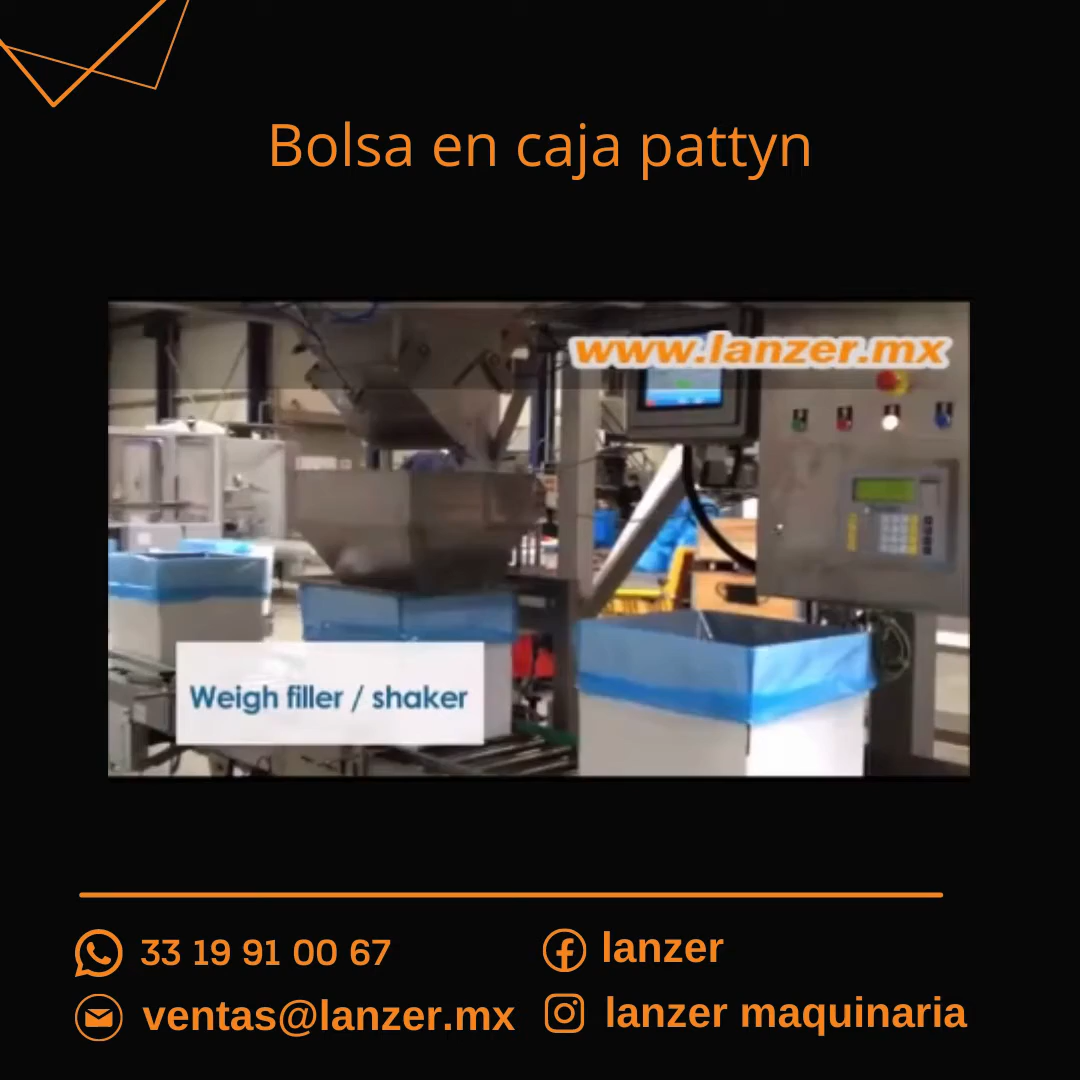 Bolsa en caja pattyn
www.lanzer.mx
Weigh filler / shaker
33 19 91 00 67
lanzer
ventas@lanzer.mx
lanzer maquinaria